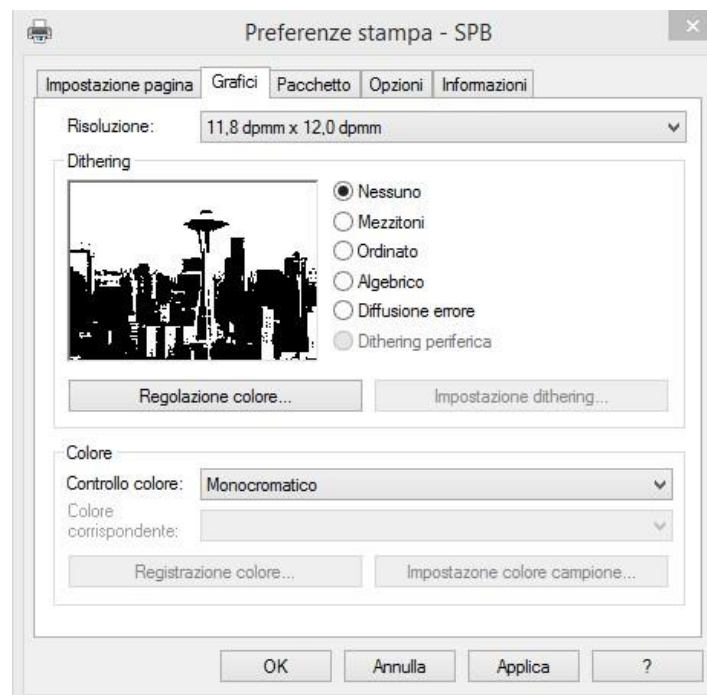 Preferenze stampa - SPB
Impostazione pagina Grafici Pacchetto Opzioni Informazioni
Risoluzione: 11,8 dpmm x 12,0 dpmm
Dithering
Nessuno
Mezzitoni
Ordinato
Algebrico
Diffusione errore
Dithering periferica
Regolazione colore... Impostazione dithering...
Colore
Controllo colore: Monocromatico
Colore
corrispondente:
Registrazione colore... Impostazone colore campione...
OK Annulla Applica ?